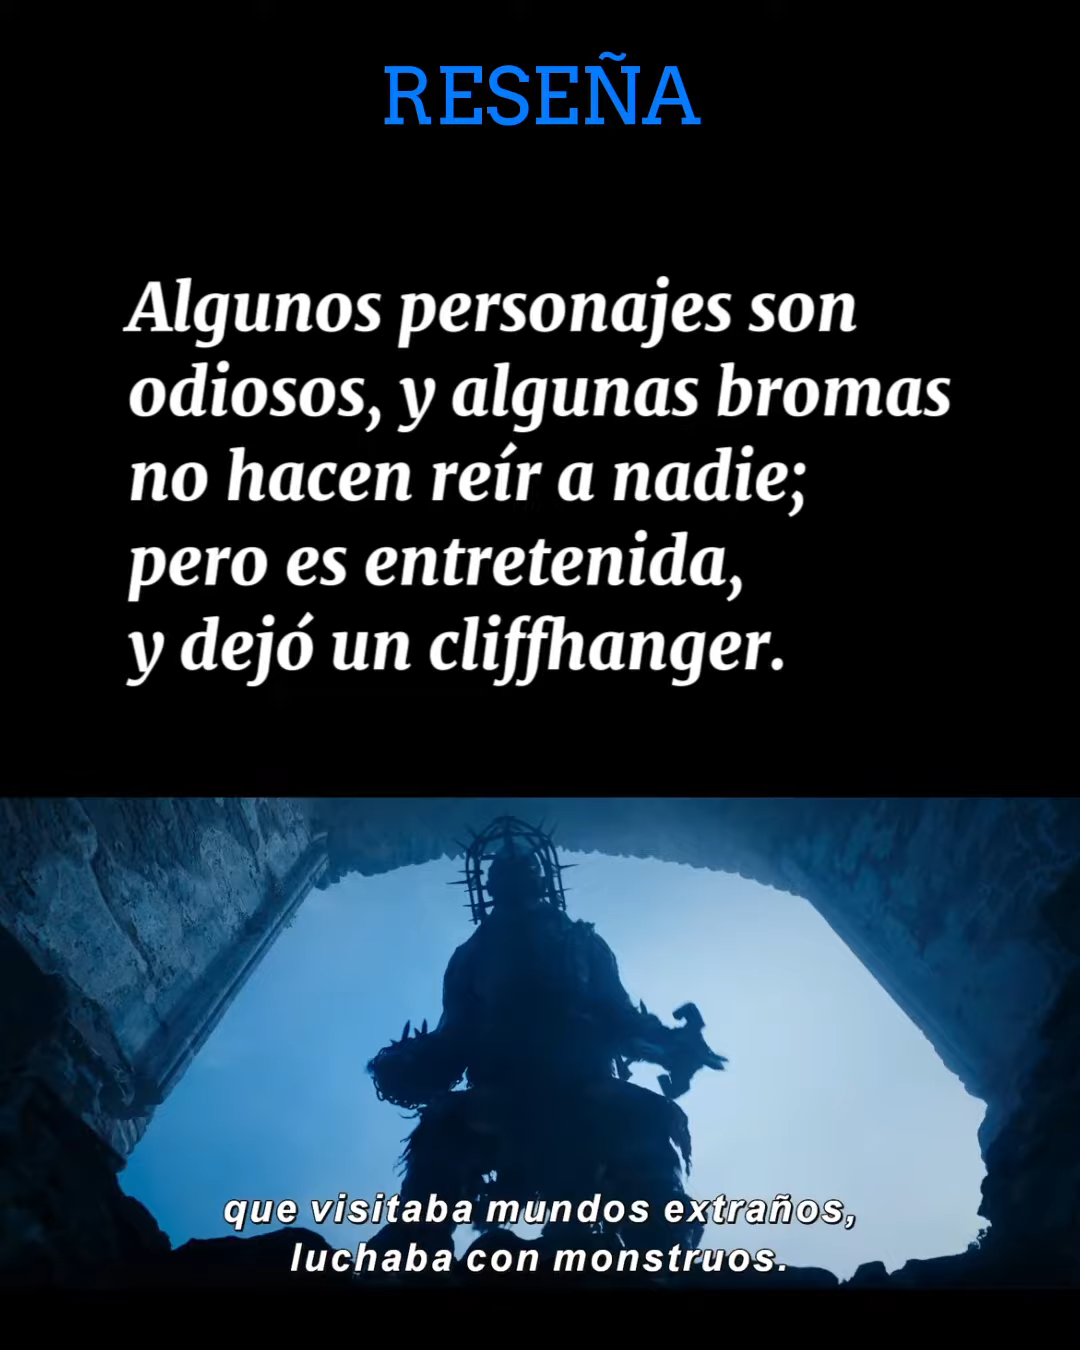 RESEÑA
Algunos personajes son
odiosos, y algunas bromas
no hacen reír a nadie;
pero es entretenida,
y dejó un cliffhanger.
que visitaba mundos extraños,
luchaba con monstruos.